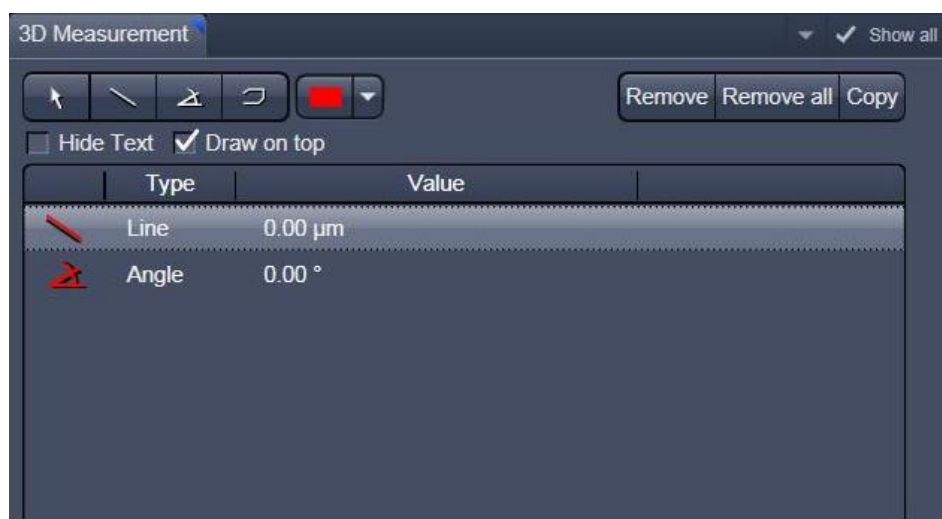 3D Measurement Show all
Remove Remove all Copy
Hide Text Draw on top
Type Value
Line 0.00 µm
Angle 0.00 °